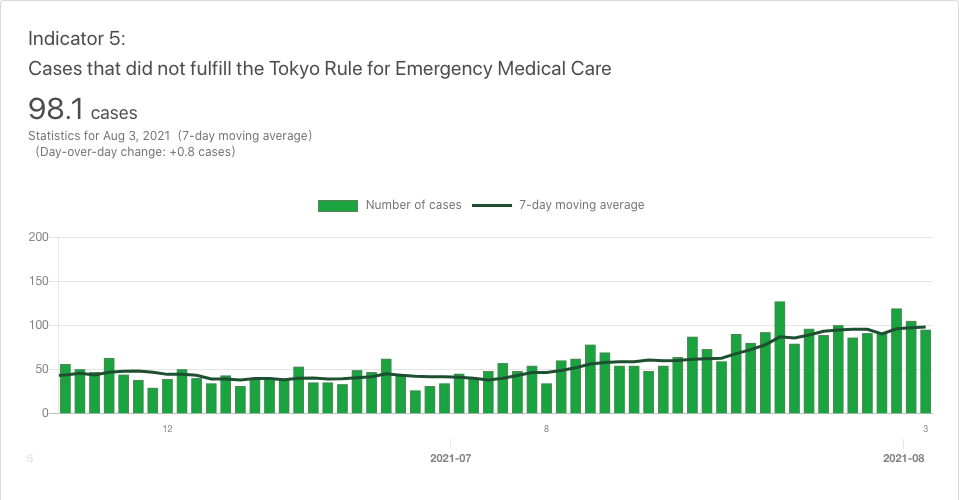 Indicator 5:
Cases that did not fulfill the Tokyo Rule for Emergency Medical Care
98.1 cases
Statistics for Aug 3, 2021 (7-day moving average)
(Day-over-day change: +0.8 cases)
Number of cases 7-day moving average
200
150
100
50
0
12 8 3
2021-07 2021-08